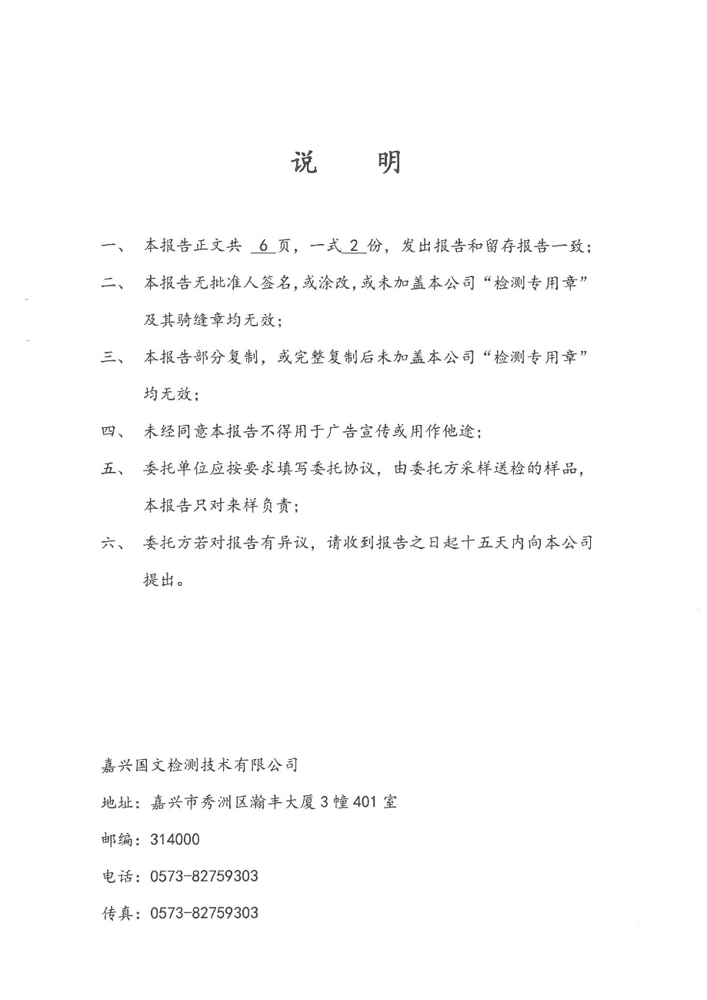 说 明
一、 本报告正文共 6 页，一式 2 份，发出报告和留存报告一致；
二、 本报告无批准人签名，或涂改，或未加盖本公司“检测专用章”
及其骑缝章均无效；
三、 本报告部分复制，或完整复制后未加盖本公司“检测专用章”
均无效；
四、 未经同意本报告不得用于广告宣传或用作他途；
五、 委托单位应按要求填写委托协议，由委托方采样送检的样品，
本报告只对来样负责；
六、 委托方若对报告有异议，请收到报告之日起十五天内向本公司
提出。
嘉兴国文检测技术有限公司
地址：嘉兴市秀洲区瀚丰大厦 3 幢 401 室
邮编：314000
电话：0573-82759303
传真：0573-82759303